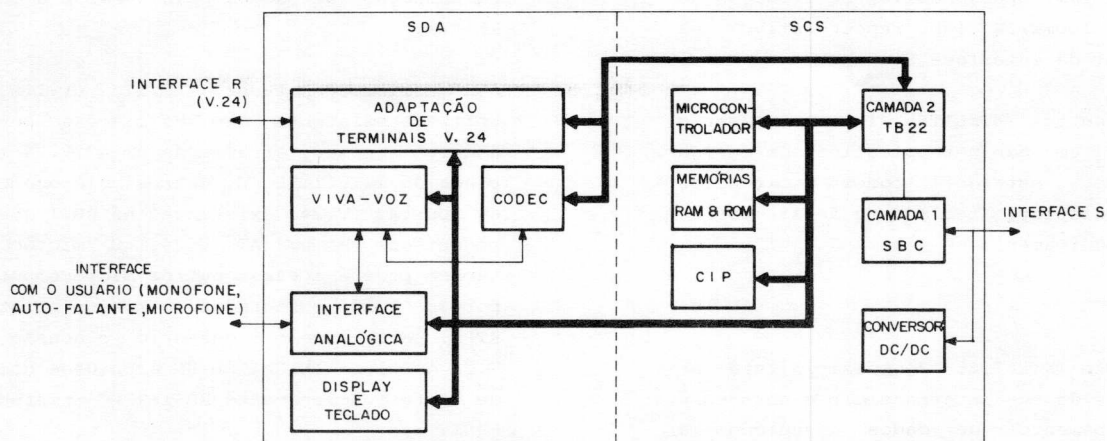 SDA
SCS
INTERFACE R
(V.24)
ADAPTAÇÃO
DE
TERMINAIS V. 24
MICROCON-
TROLADOR
CAMADA 2
TB22
VIVA-VOZ
CODEC
MEMÓRIAS
RAM & ROM
CAMADA 1
SBC
INTERFACE S
CIP
INTERFACE
COM O USUÁRIO (MONOFONE,
AUTO-FALANTE,MICROFONE)
INTERFACE
ANALÓGICA
CONVERSOR
DC/DC
DISPLAY
E
TECLADO